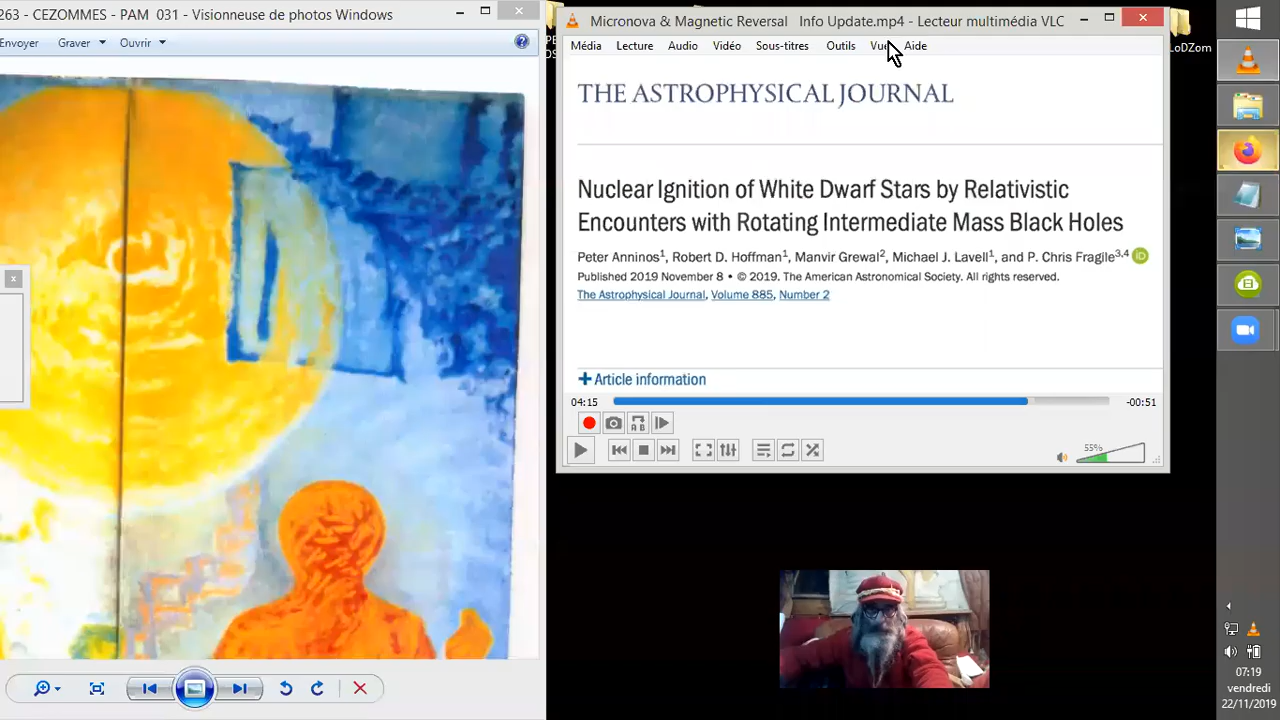 263 - CEZOMMES - PAM 031 - Visionneuse de photos Windows
Envoyer Graver Ouvrir
Micronova & Magnetic Reversal Info Update.mp4 - Lecteur multimédia VLC
Média Lecture Audio Vidéo Sous-titres Outils Vue Aide
THE ASTROPHYSICAL JOURNAL
Nuclear Ignition of White Dwarf Stars by Relativistic
Encounters with Rotating Intermediate Mass Black Holes
Peter Anninos1, Robert D. Hoffman1, Manvir Grewal2, Michael J. Lavell1, and P. Chris Fragile3,4 iD
Published 2019 November 8 • © 2019. The American Astronomical Society. All rights reserved.
The Astrophysical Journal, Volume 885, Number 2
+ Article information
04:15 -00:51
55%
LoDZom
07:19
vendredi
22/11/2019